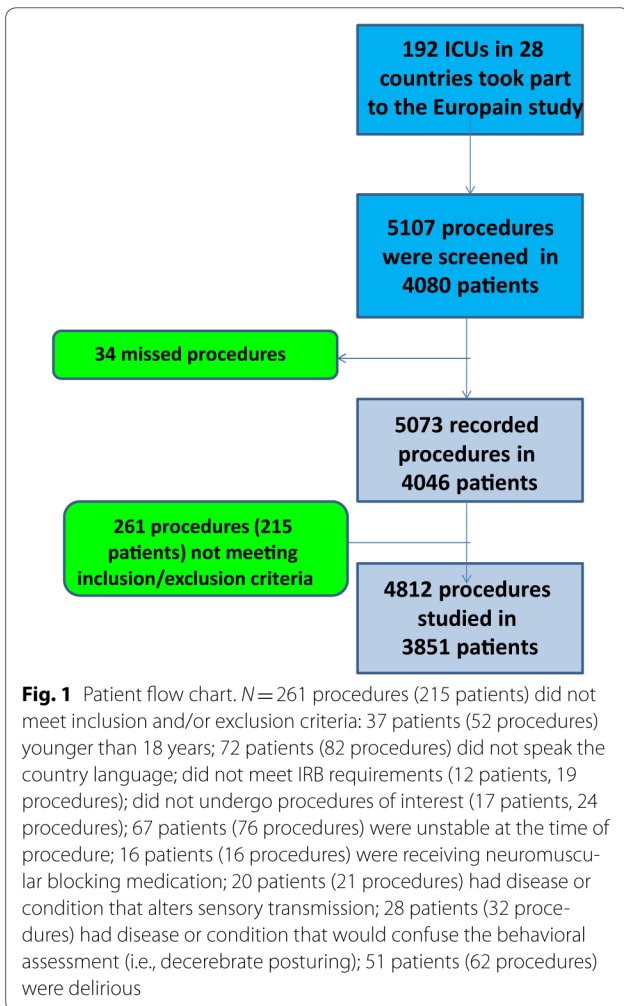 192 ICUs in 28
countries took part
to the Europain study
5107 procedures
were screened in
4080 patients
34 missed procedures
5073 recorded
procedures in
4046 patients
261 procedures (215
patients) not meeting
inclusion/exclusion criteria
4812 procedures
studied in
3851 patients
Fig. 1 Patient flow chart. N = 261 procedures (215 patients) did not
meet inclusion and/or exclusion criteria: 37 patients (52 procedures)
younger than 18 years; 72 patients (82 procedures) did not speak the
country language; did not meet IRB requirements (12 patients, 19
procedures); did not undergo procedures of interest (17 patients, 24
procedures); 67 patients (76 procedures) were unstable at the time of
procedure; 16 patients (16 procedures) were receiving neuromuscu-
lar blocking medication; 20 patients (21 procedures) had disease or
condition that alters sensory transmission; 28 patients (32 proce-
dures) had disease or condition that would confuse the behavioral
assessment (i.e., decerebrate posturing); 51 patients (62 procedures)
were delirious